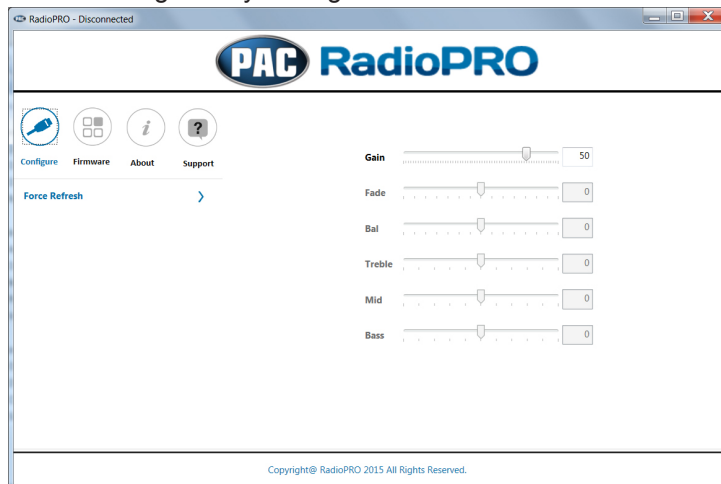 RadioPRO - Disconnected
PAC RadioPRO
Configure Firmware About Support
Force Refresh
Gain 50
Fade 0
Bal 0
Treble 0
Mid 0
Bass 0
Copyright@ RadioPRO 2015 All Rights Reserved.